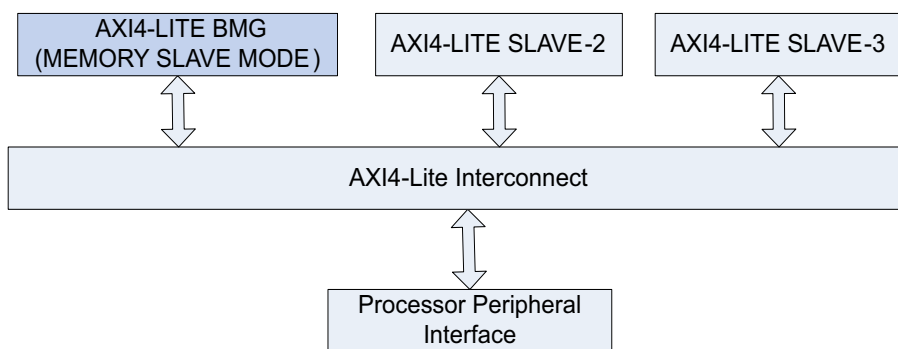 AXI4-LITE BMG
(MEMORY SLAVE MODE)
AXI4-LITE SLAVE-2
AXI4-LITE SLAVE-3
AXI4-Lite Interconnect
Processor Peripheral
Interface